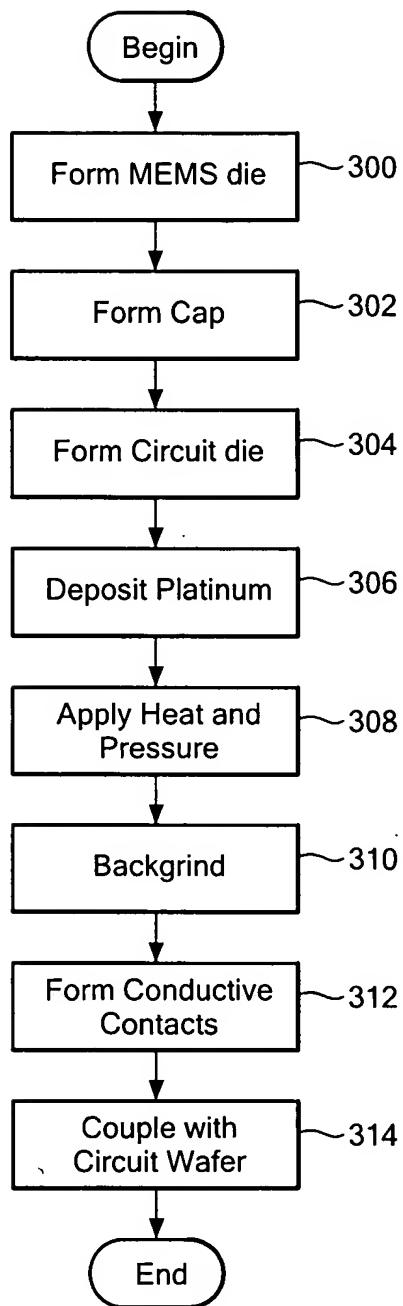 Begin
Form MEMS die
300
Form Cap
302
Form Circuit die
304
Deposit Platinum
306
Apply Heat and
Pressure
308
Backgrind
310
Form Conductive
Contacts
312
Couple with
Circuit Wafer
314
End